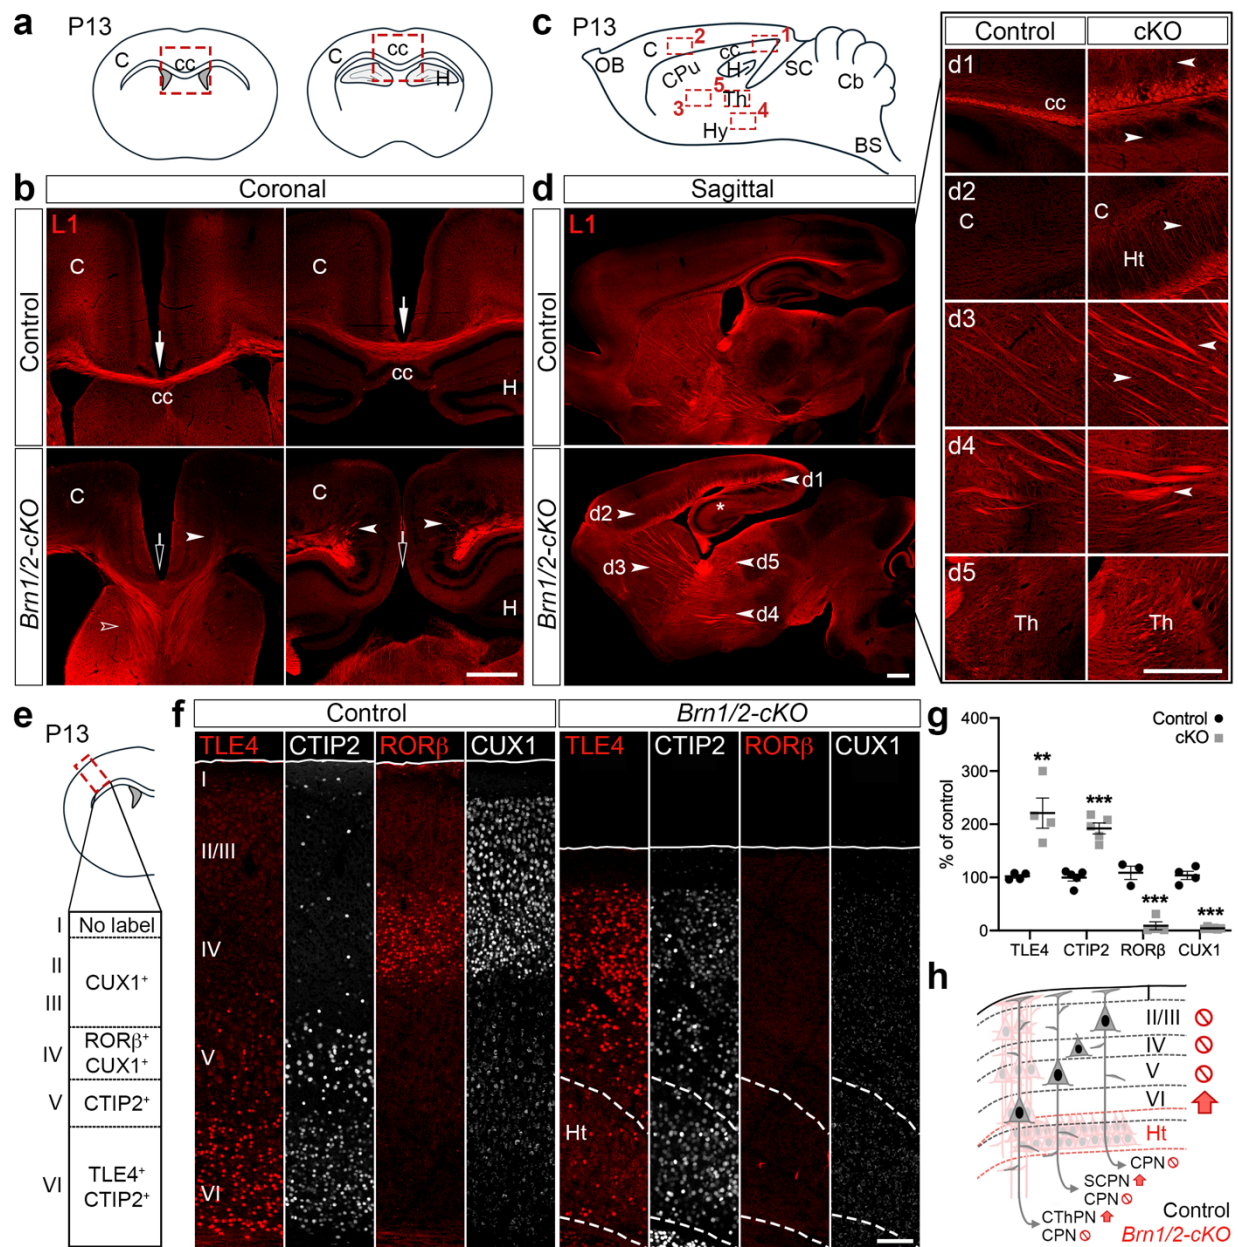 a
P13
C
cc
C
cc
H
b
Coronal
Control
L1
C
cc
C
cc
H
Brn1/2-cKO
C
C
H
c
OB
C
2
cc
1
CPu
H
SC
Cb
5
3
Th
4
Hy
BS
d
Sagittal
L1
Control
Brn1/2-cKO
d1
d2
*
d3
d5
d4
Control
cKO
d1
cc
d2
C
C
Ht
d3
d4
d5
Th
Th
e
P13
I
No label
II
III
CUX1+
IV
RORβ+
CUX1+
V
CTIP2+
VI
TLE4+
CTIP2+
f
Control
Brn1/2-cKO
TLE4
CTIP2
RORβ
CUX1
TLE4
CTIP2
RORβ
CUX1
I
II/III
IV
V
VI
Ht
g
Control
cKO
% of control
400
300
200
100
0
**
***
***
***
TLE4
CTIP2
RORβ
CUX1
h
I
II/III
IV
V
VI
Ht
CPN
SCPN
CPN
CThPN
CPN
Control
Brn1/2-cKO